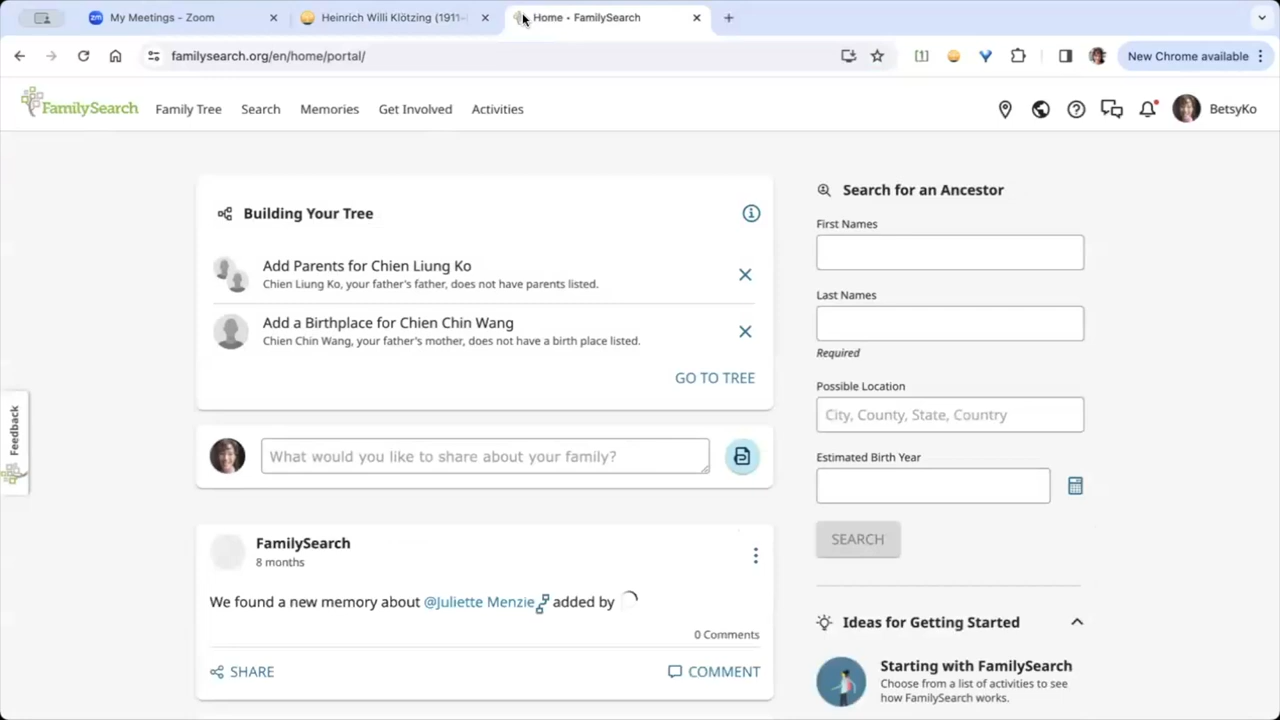 My Meetings - Zoom
Heinrich Willi Klötzing (1911-
Home • FamilySearch
familysearch.org/en/home/portal/
[1]
New Chrome available
FamilySearch
Family Tree
Search
Memories
Get Involved
Activities
BetsyKo
Building Your Tree
Add Parents for Chien Liung Ko
Chien Liung Ko, your father's father, does not have parents listed.
Add a Birthplace for Chien Chin Wang
Chien Chin Wang, your father's mother, does not have a birth place listed.
GO TO TREE
What would you like to share about your family?
FamilySearch
8 months
We found a new memory about @Juliette Menzie added by
0 Comments
SHARE
COMMENT
Search for an Ancestor
First Names
Last Names
Required
Possible Location
City, County, State, Country
Estimated Birth Year
SEARCH
Ideas for Getting Started
Starting with FamilySearch
Choose from a list of activities to see
how FamilySearch works.
Feedback